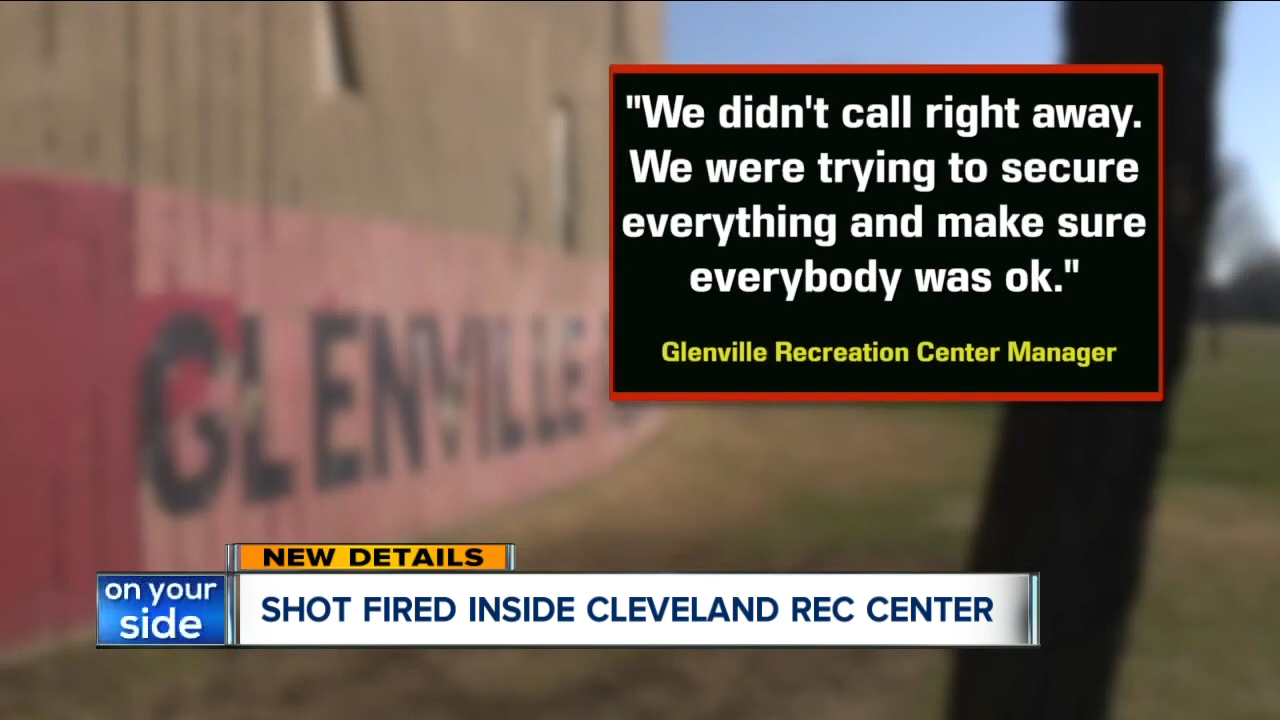 "We didn't call right away.
We were trying to secure
everything and make sure
everybody was ok."
Glenville Recreation Center Manager
GLENVILLE
NEW DETAILS
on your
side
SHOT FIRED INSIDE CLEVELAND REC CENTER